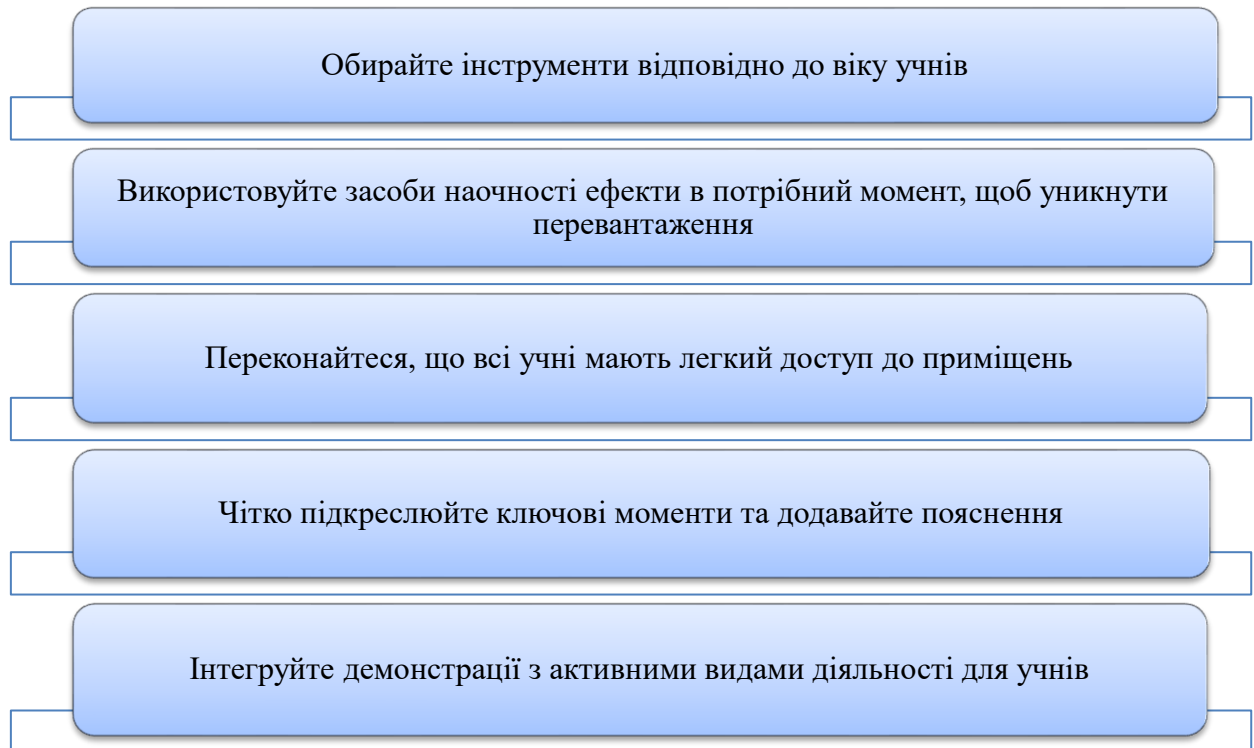 Обирайте інструменти відповідно до віку учнів
Використовуйте засоби наочності ефекти в потрібний момент, щоб уникнути
перевантаження
Переконайтеся, що всі учні мають легкий доступ до приміщень
Чітко підкреслюйте ключові моменти та додавайте пояснення
Інтегруйте демонстрації з активними видами діяльності для учнів